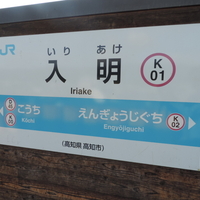 JR
いり あけ
入 明
Iriake
K
01
D
45
K
00
こうち
Kōchi
えんぎょうじぐち
Engyōjiguchi
K
02
(高知県 高知市)